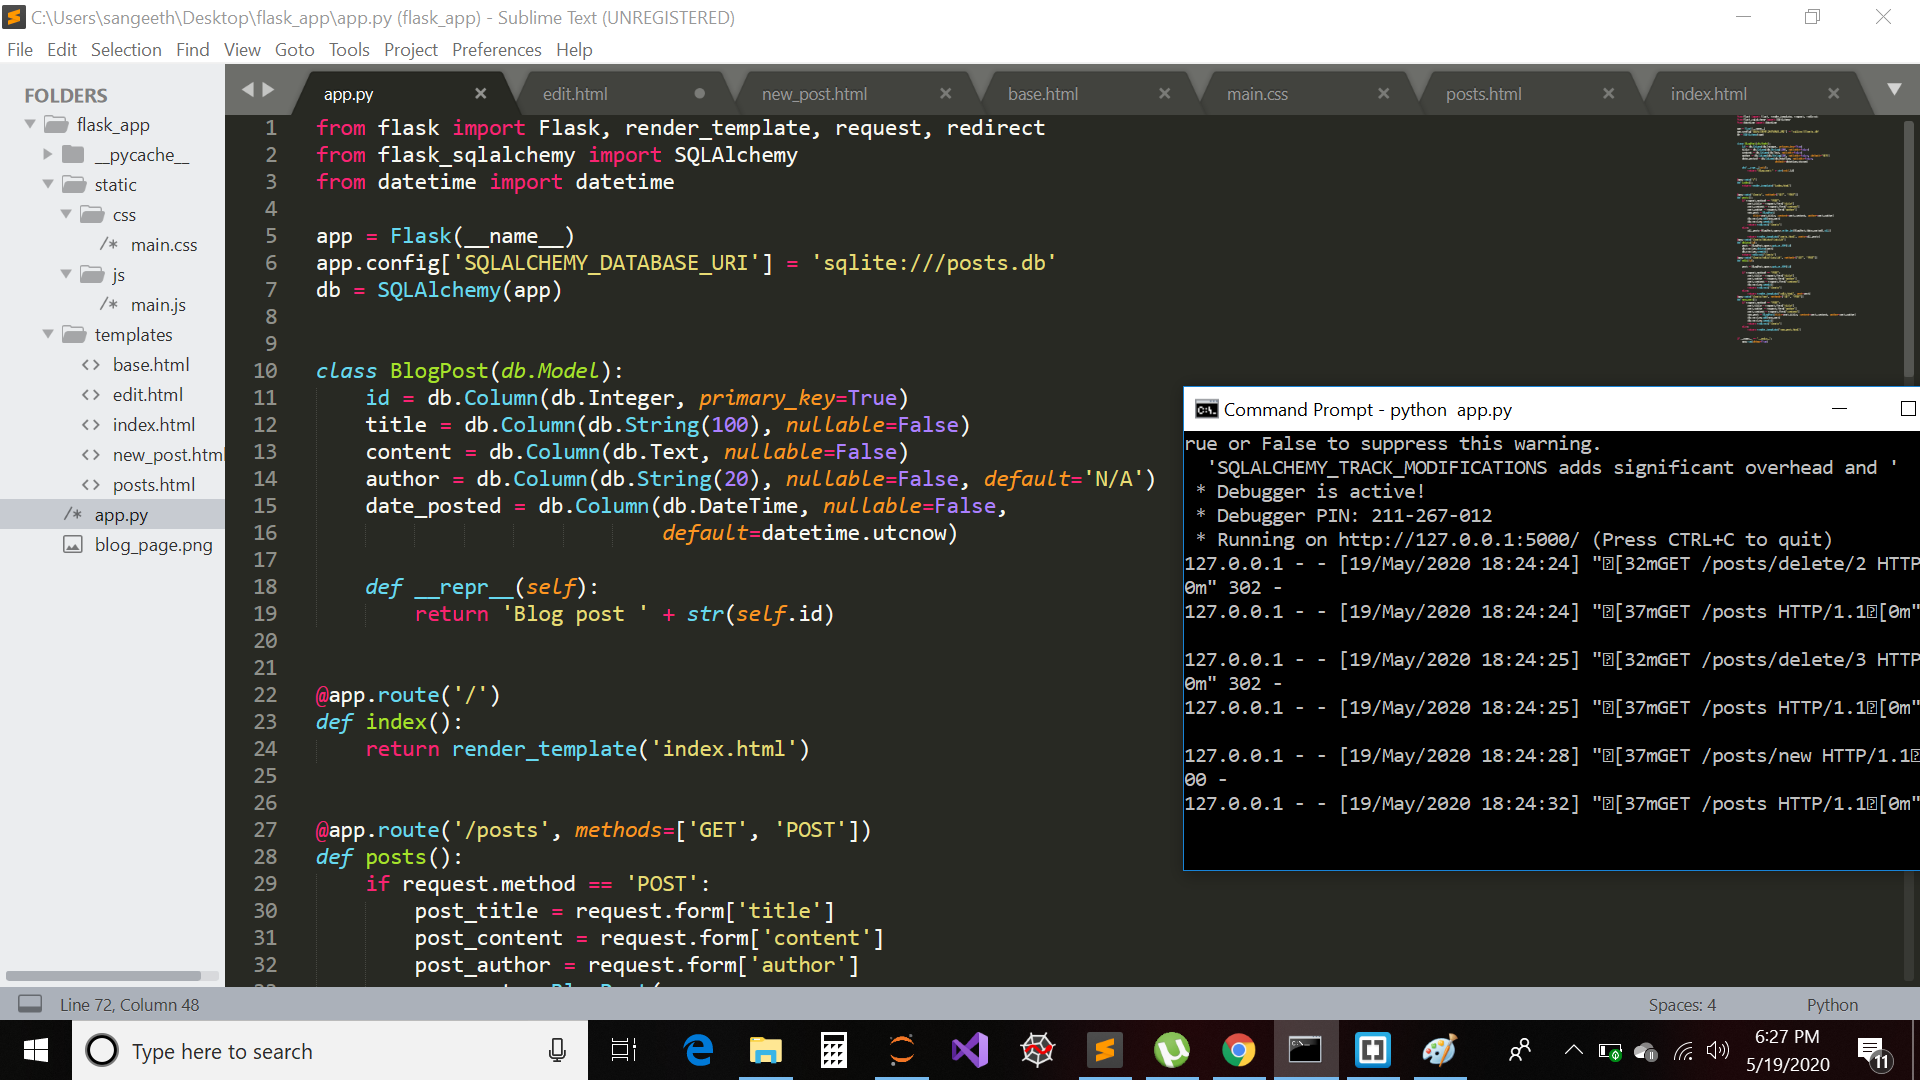 C:\Users\sangeeth\Desktop\flask_app\app.py (flask_app) - Sublime Text (UNREGISTERED)
File Edit Selection Find View Goto Tools Project Preferences Help
FOLDERS
flask_app
__pycache__
static
css
/* main.css
js
/* main.js
templates
<> base.html
<> edit.html
<> index.html
<> new_post.html
<> posts.html
/* app.py
blog_page.png
app.py edit.html new_post.html base.html main.css posts.html index.html
1 from flask import Flask, render_template, request, redirect
2 from flask_sqlalchemy import SQLAlchemy
3 from datetime import datetime
4
5 app = Flask(__name__)
6 app.config['SQLALCHEMY_DATABASE_URI'] = 'sqlite:///posts.db'
7 db = SQLAlchemy(app)
8
9
10 class BlogPost(db.Model):
11 id = db.Column(db.Integer, primary_key=True)
12 title = db.Column(db.String(100), nullable=False)
13 content = db.Column(db.Text, nullable=False)
14 author = db.Column(db.String(20), nullable=False, default='N/A')
15 date_posted = db.Column(db.DateTime, nullable=False,
16 default=datetime.utcnow)
17
18 def __repr__(self):
19 return 'Blog post ' + str(self.id)
20
21
22 @app.route('/')
23 def index():
24 return render_template('index.html')
25
26
27 @app.route('/posts', methods=['GET', 'POST'])
28 def posts():
29 if request.method == 'POST':
30 post_title = request.form['title']
31 post_content = request.form['content']
32 post_author = request.form['author']
Command Prompt - python  app.py
rue or False to suppress this warning.
'SQLALCHEMY_TRACK_MODIFICATIONS adds significant overhead and '
* Debugger is active!
* Debugger PIN: 211-267-012
* Running on http://127.0.0.1:5000/ (Press CTRL+C to quit)
127.0.0.1 - - [19/May/2020 18:24:24] "[32mGET /posts/delete/2 HTTP
0m" 302 -
127.0.0.1 - - [19/May/2020 18:24:24] "[37mGET /posts HTTP/1.1[0m"
127.0.0.1 - - [19/May/2020 18:24:25] "[32mGET /posts/delete/3 HTTP
0m" 302 -
127.0.0.1 - - [19/May/2020 18:24:25] "[37mGET /posts HTTP/1.1[0m"
127.0.0.1 - - [19/May/2020 18:24:28] "[37mGET /posts/new HTTP/1.1
00 -
127.0.0.1 - - [19/May/2020 18:24:32] "[37mGET /posts HTTP/1.1[0m"
Line 72, Column 48
Spaces: 4
Python
Type here to search
6:27 PM
5/19/2020
11